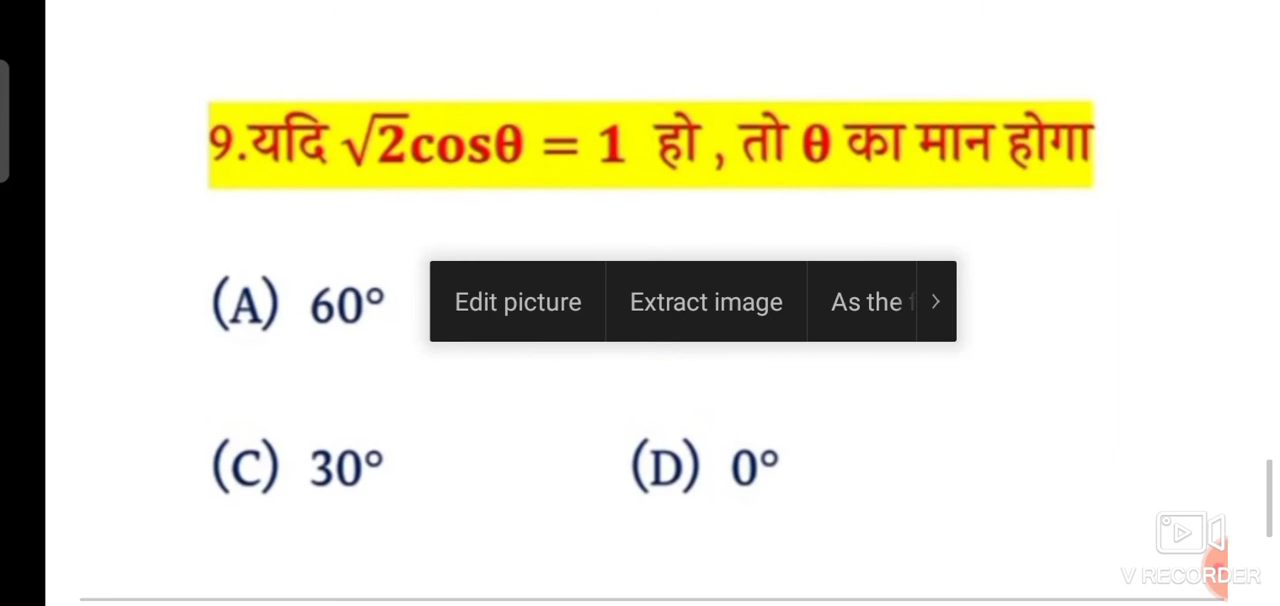 9.यदि √2cosθ = 1 हो , तो θ का मान होगा
(A) 60°
Edit picture Extract image As the
(C) 30° (D) 0°
V RECORDER